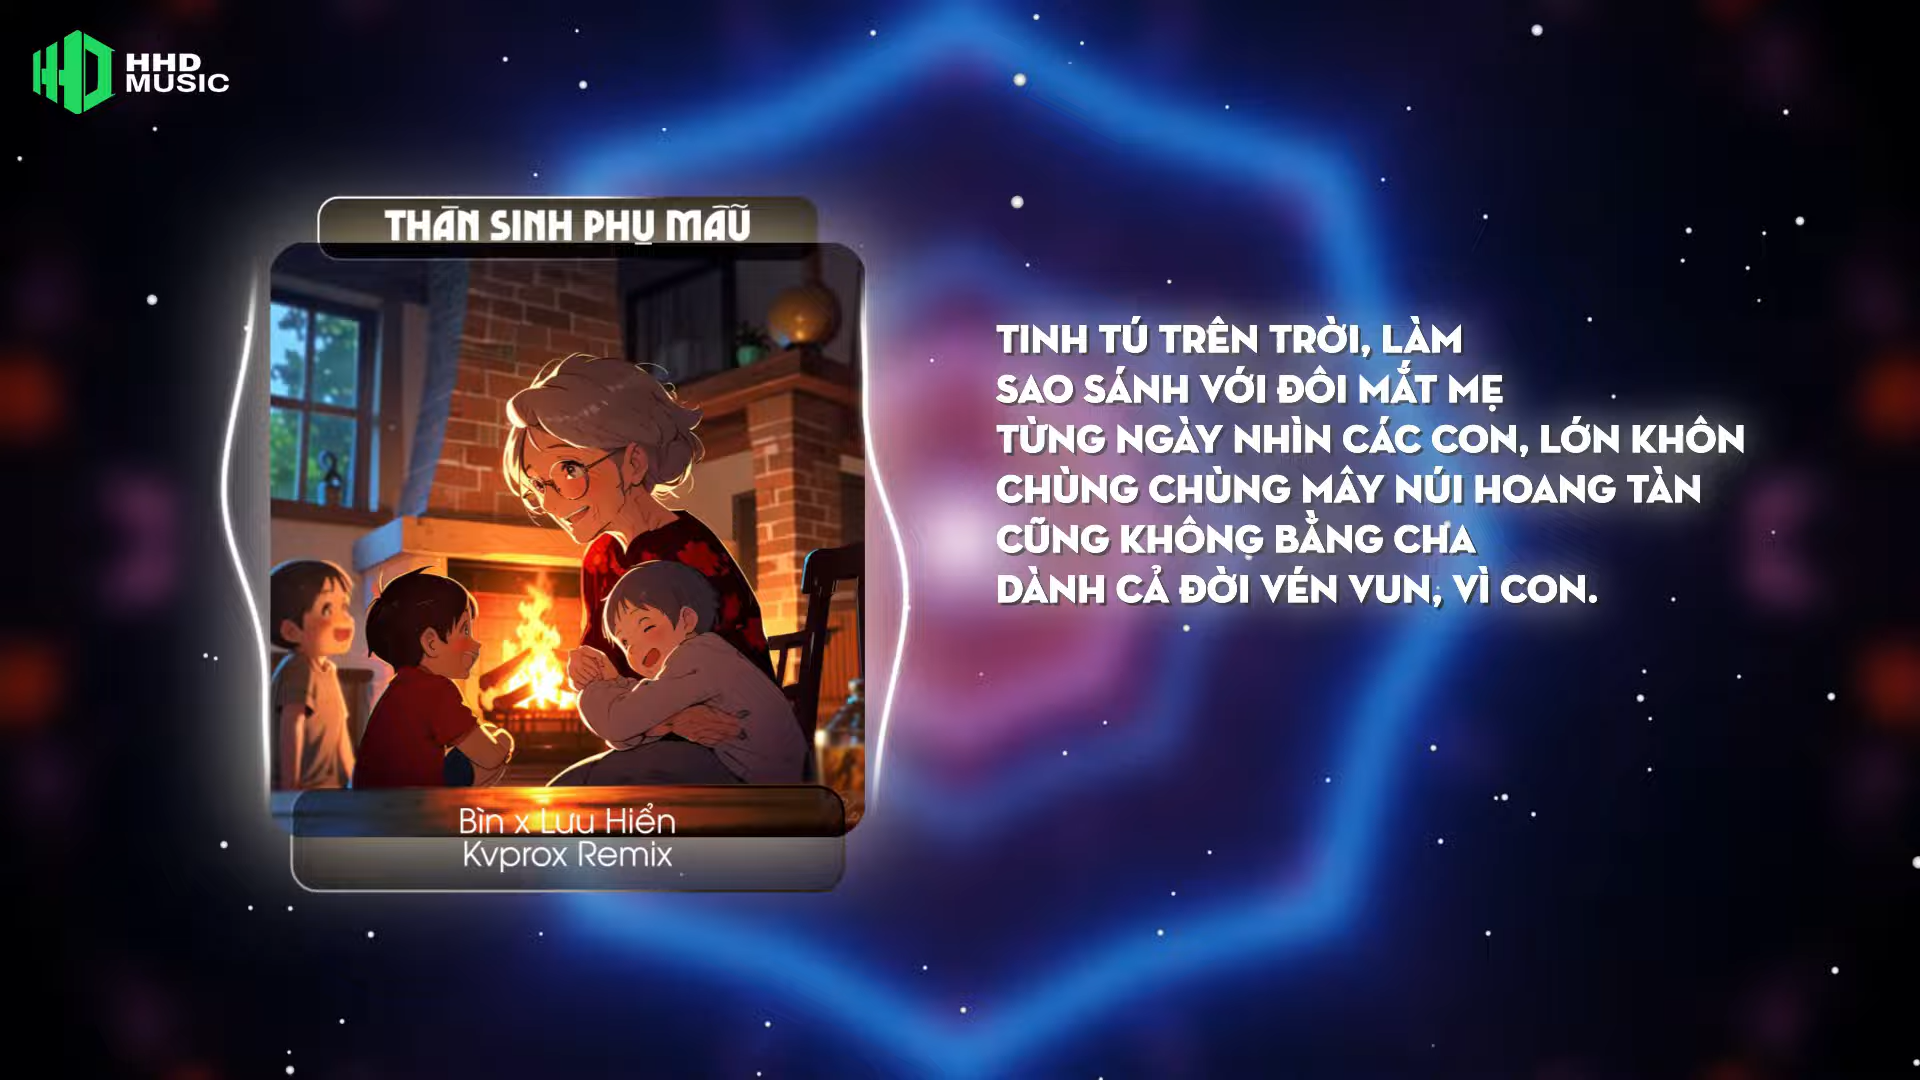 HHD
MUSIC
THÂN SINH PHỤ MẪU
TINH TÚ TRÊN TRỜI, LÀM
SAO SÁNH VỚI ĐÔI MẮT MẸ
TỪNG NGÀY NHÌN CÁC CON, LỚN KHÔN
CHÙNG CHÙNG MÂY NÚI HOANG TÀN
CŨNG KHÔNG BẰNG CHA
DÀNH CẢ ĐỜI VÉN VUN, VÌ CON.
Bìn x Lưu Hiển
Kvprox Remix